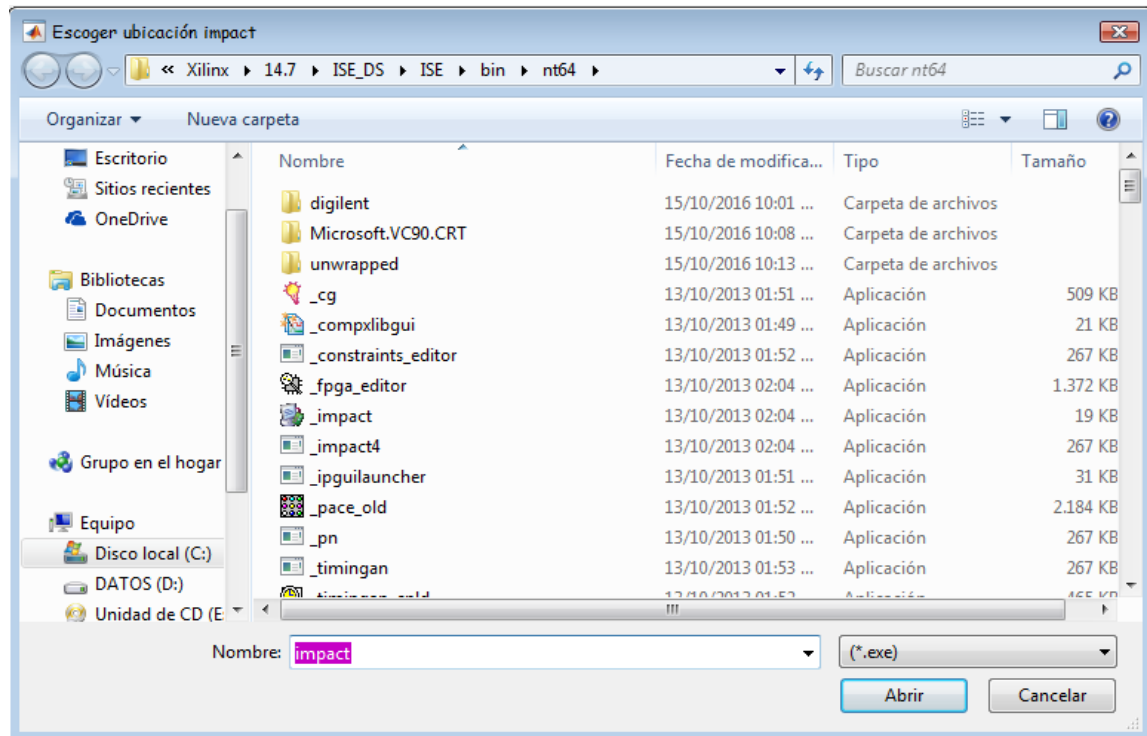 Escoger ubicación impact
« Xilinx 14.7 ISE_DS ISE bin nt64 Buscar nt64
Organizar Nueva carpeta
Nombre Fecha de modifica... Tipo Tamaño
Escritorio
Sitios recientes
OneDrive
Bibliotecas
Documentos
Imágenes
Música
Vídeos
Grupo en el hogar
Equipo
Disco local (C:)
DATOS (D:)
Unidad de CD (E:
digilent 15/10/2016 10:01 ... Carpeta de archivos
Microsoft.VC90.CRT 15/10/2016 10:08 ... Carpeta de archivos
unwrapped 15/10/2016 10:13 ... Carpeta de archivos
_cg 13/10/2013 01:51 ... Aplicación 509 KB
_compxlibgui 13/10/2013 01:49 ... Aplicación 21 KB
_constraints_editor 13/10/2013 01:52 ... Aplicación 267 KB
_fpga_editor 13/10/2013 02:04 ... Aplicación 1.372 KB
_impact 13/10/2013 02:04 ... Aplicación 19 KB
_impact4 13/10/2013 02:04 ... Aplicación 267 KB
_ipguilauncher 13/10/2013 01:51 ... Aplicación 31 KB
_pace_old 13/10/2013 01:52 ... Aplicación 2.184 KB
_pn 13/10/2013 01:50 ... Aplicación 267 KB
_timingan 13/10/2013 01:53 ... Aplicación 267 KB
Nombre: impact (*.exe)
Abrir Cancelar